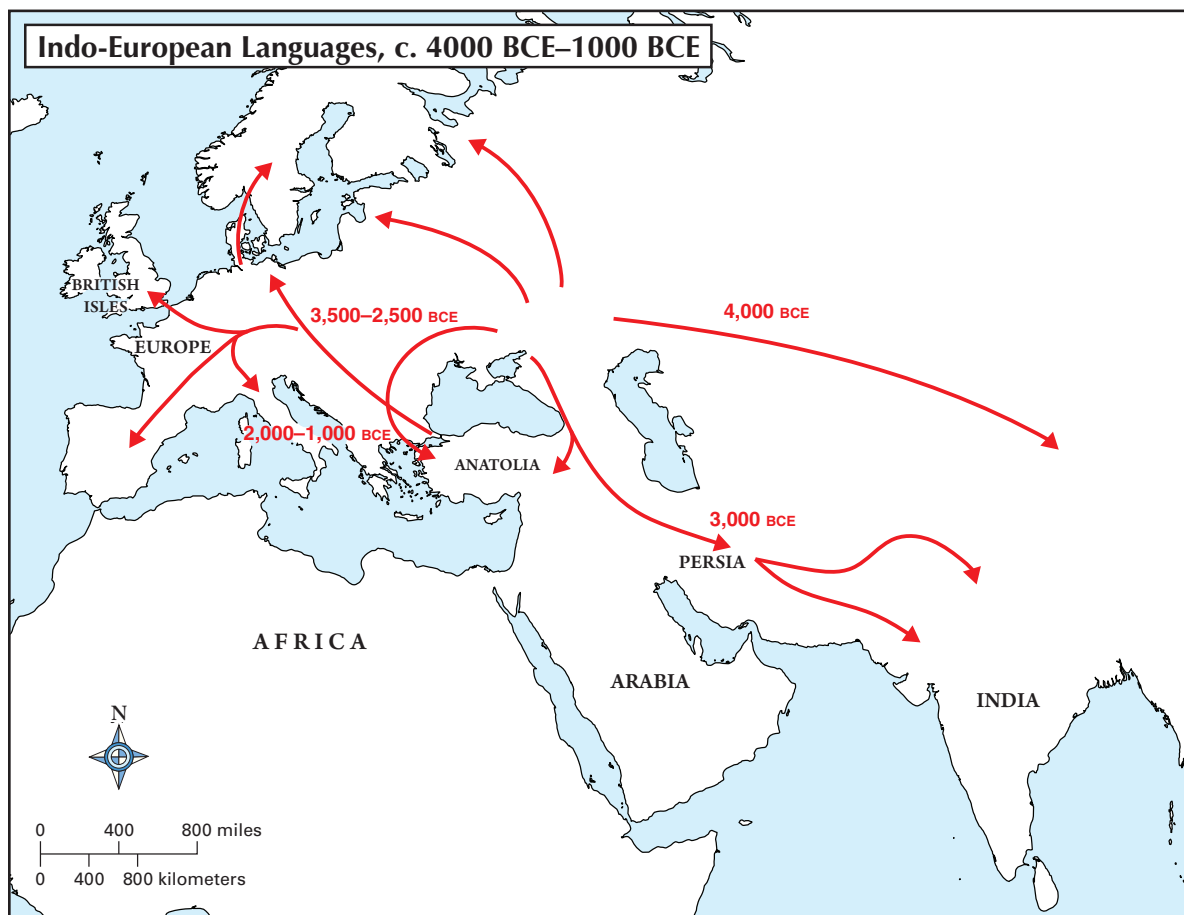 Indo-European Languages, c. 4000 BCE–1000 BCE
BRITISH
ISLES
3,500–2,500 BCE
4,000 BCE
EUROPE
2,000–1,000 BCE
ANATOLIA
3,000 BCE
PERSIA
AFRICA
ARABIA
INDIA
N
0 400 800 miles
0 400 800 kilometers